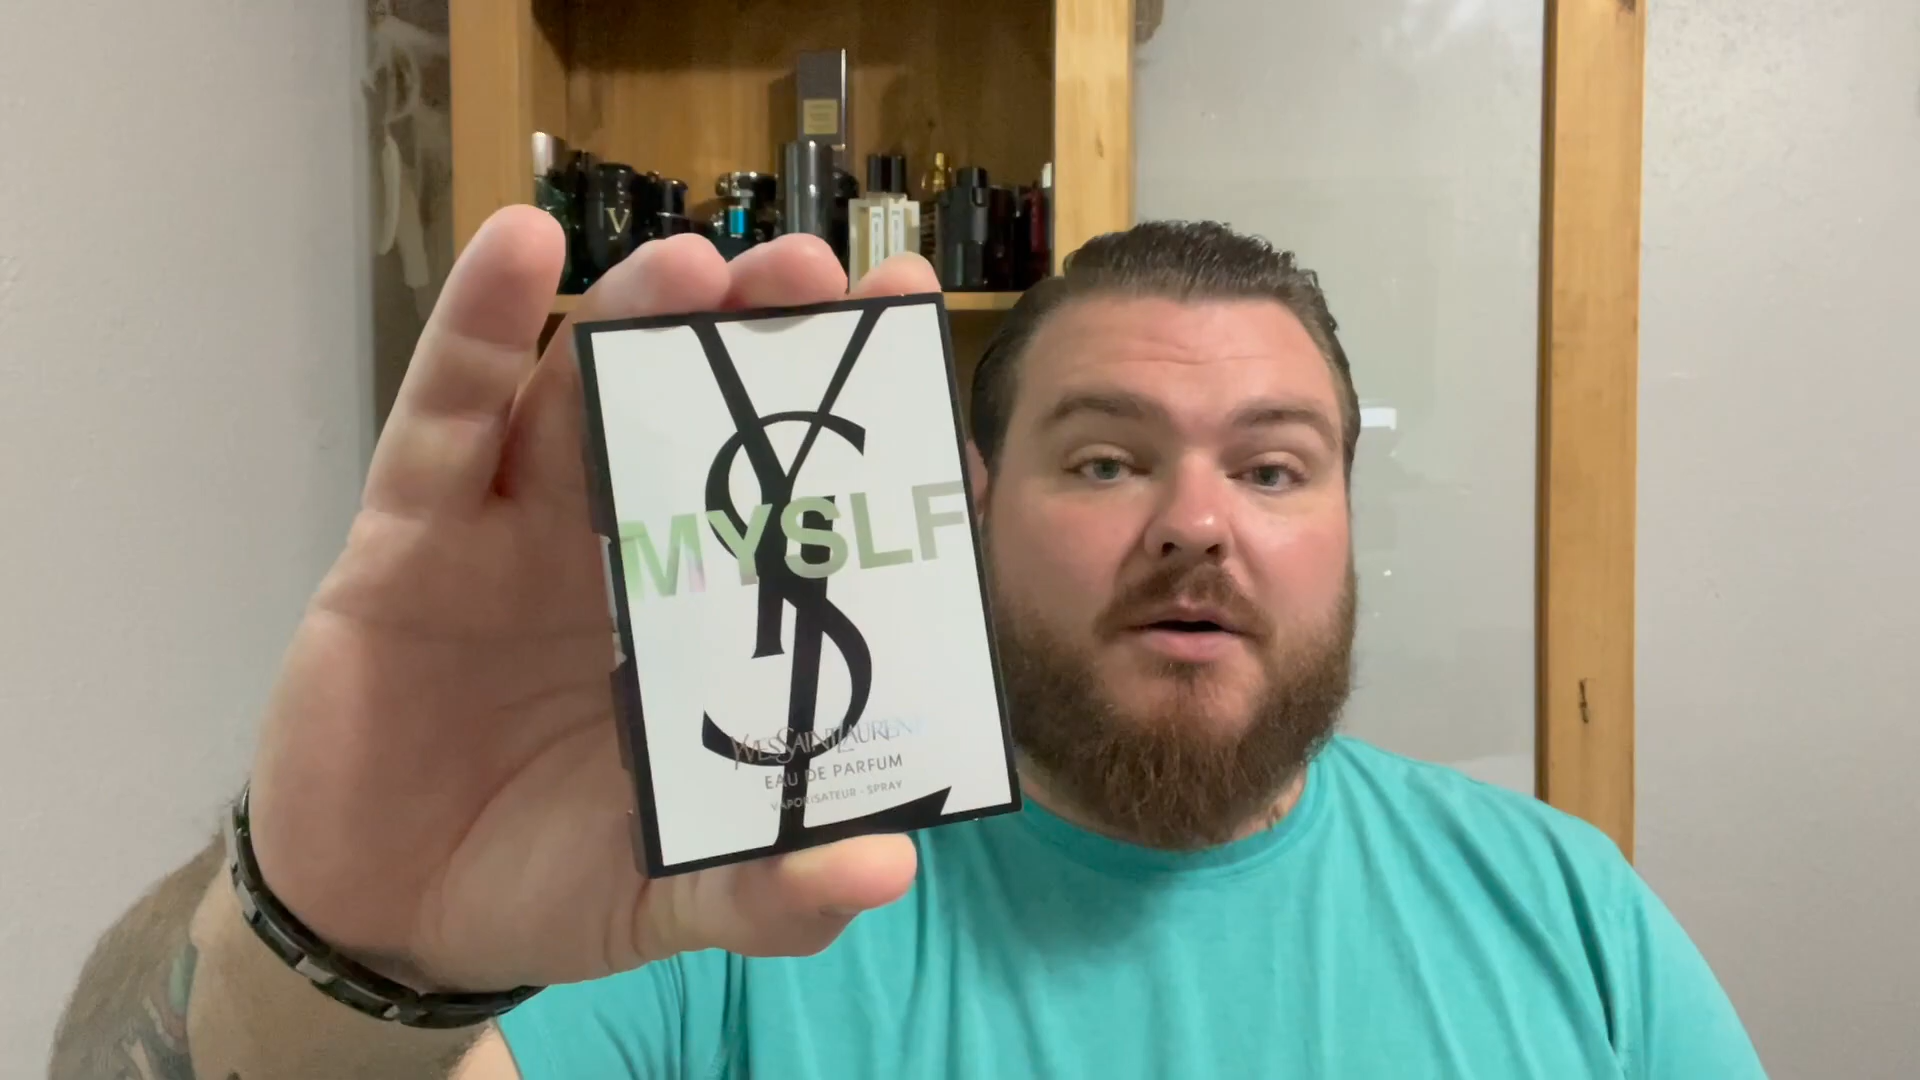 V
YSL
MYSLF
YVESSAINTLAURENT
EAU DE PARFUM
VAPORISATEUR - SPRAY